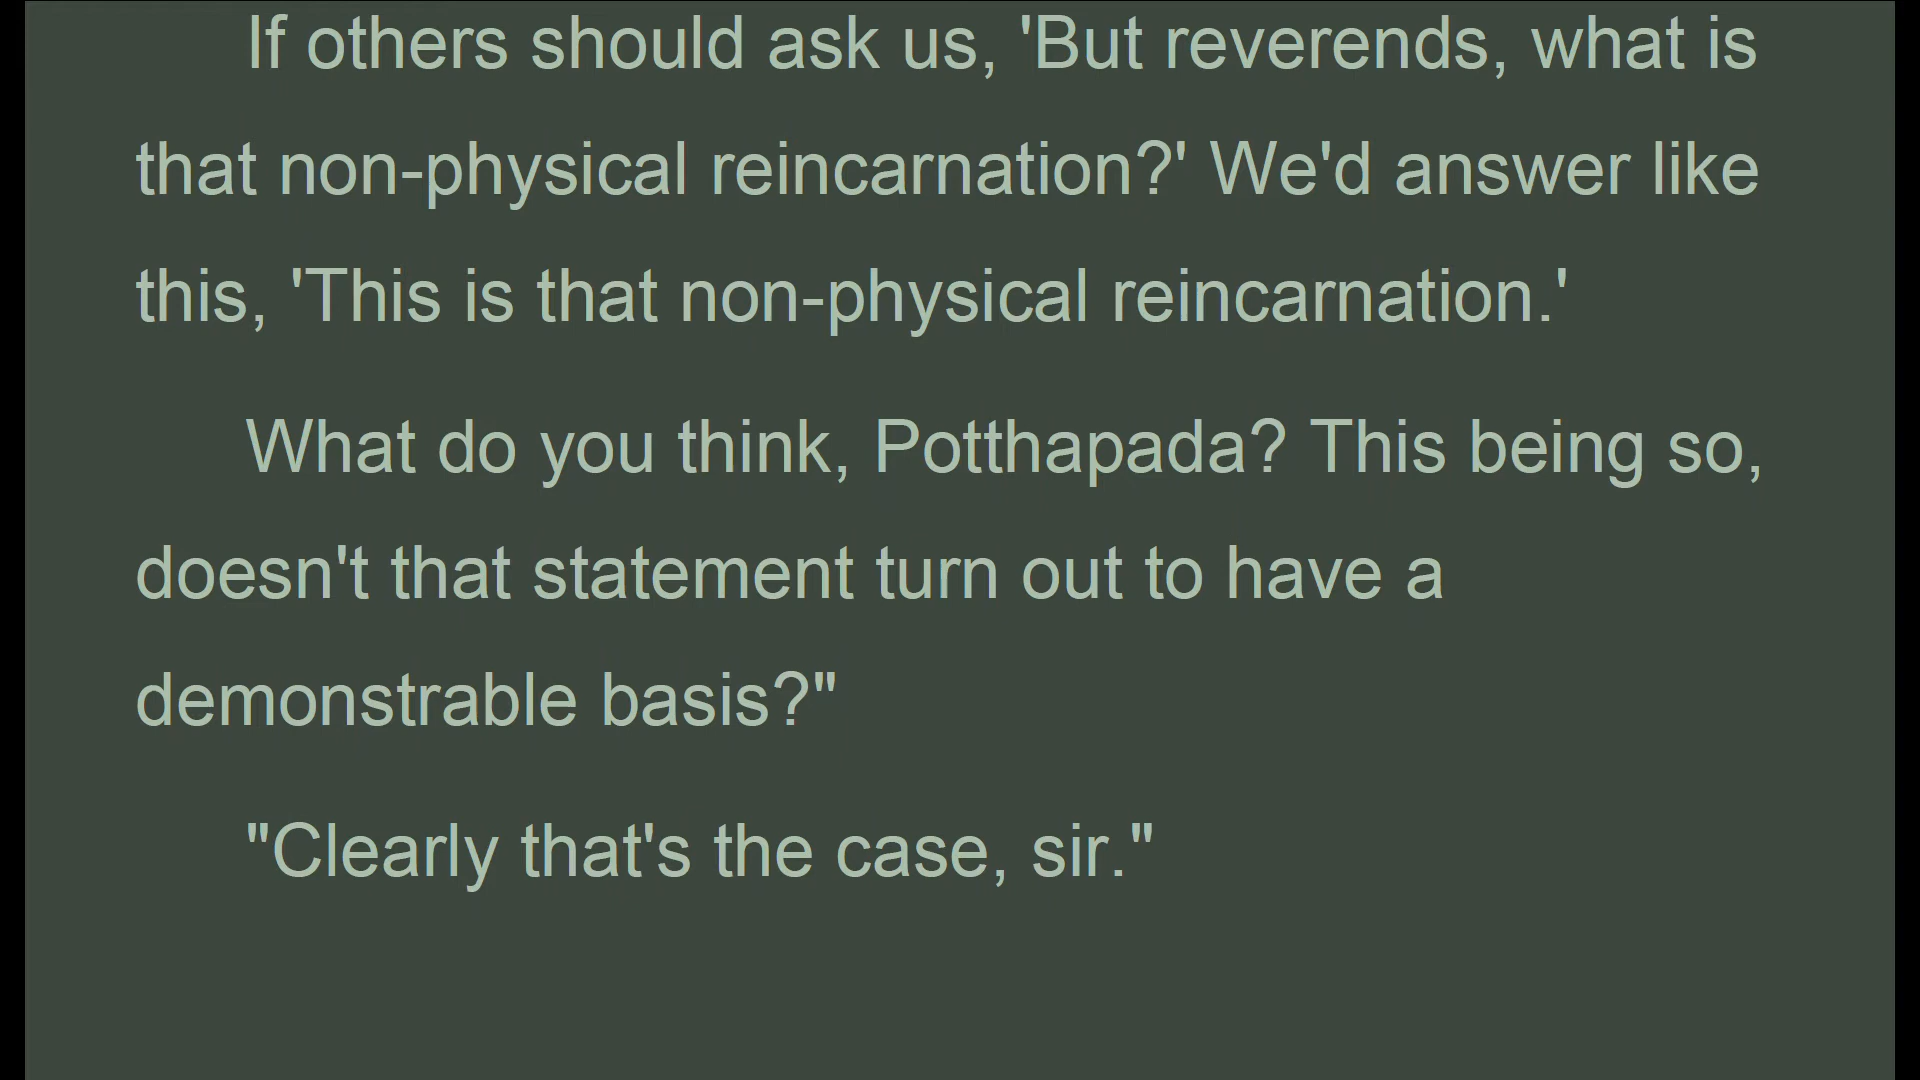 If others should ask us, 'But reverends, what is
that non-physical reincarnation?' We'd answer like
this, 'This is that non-physical reincarnation.'
What do you think, Potthapada? This being so,
doesn't that statement turn out to have a
demonstrable basis?"
"Clearly that's the case, sir."